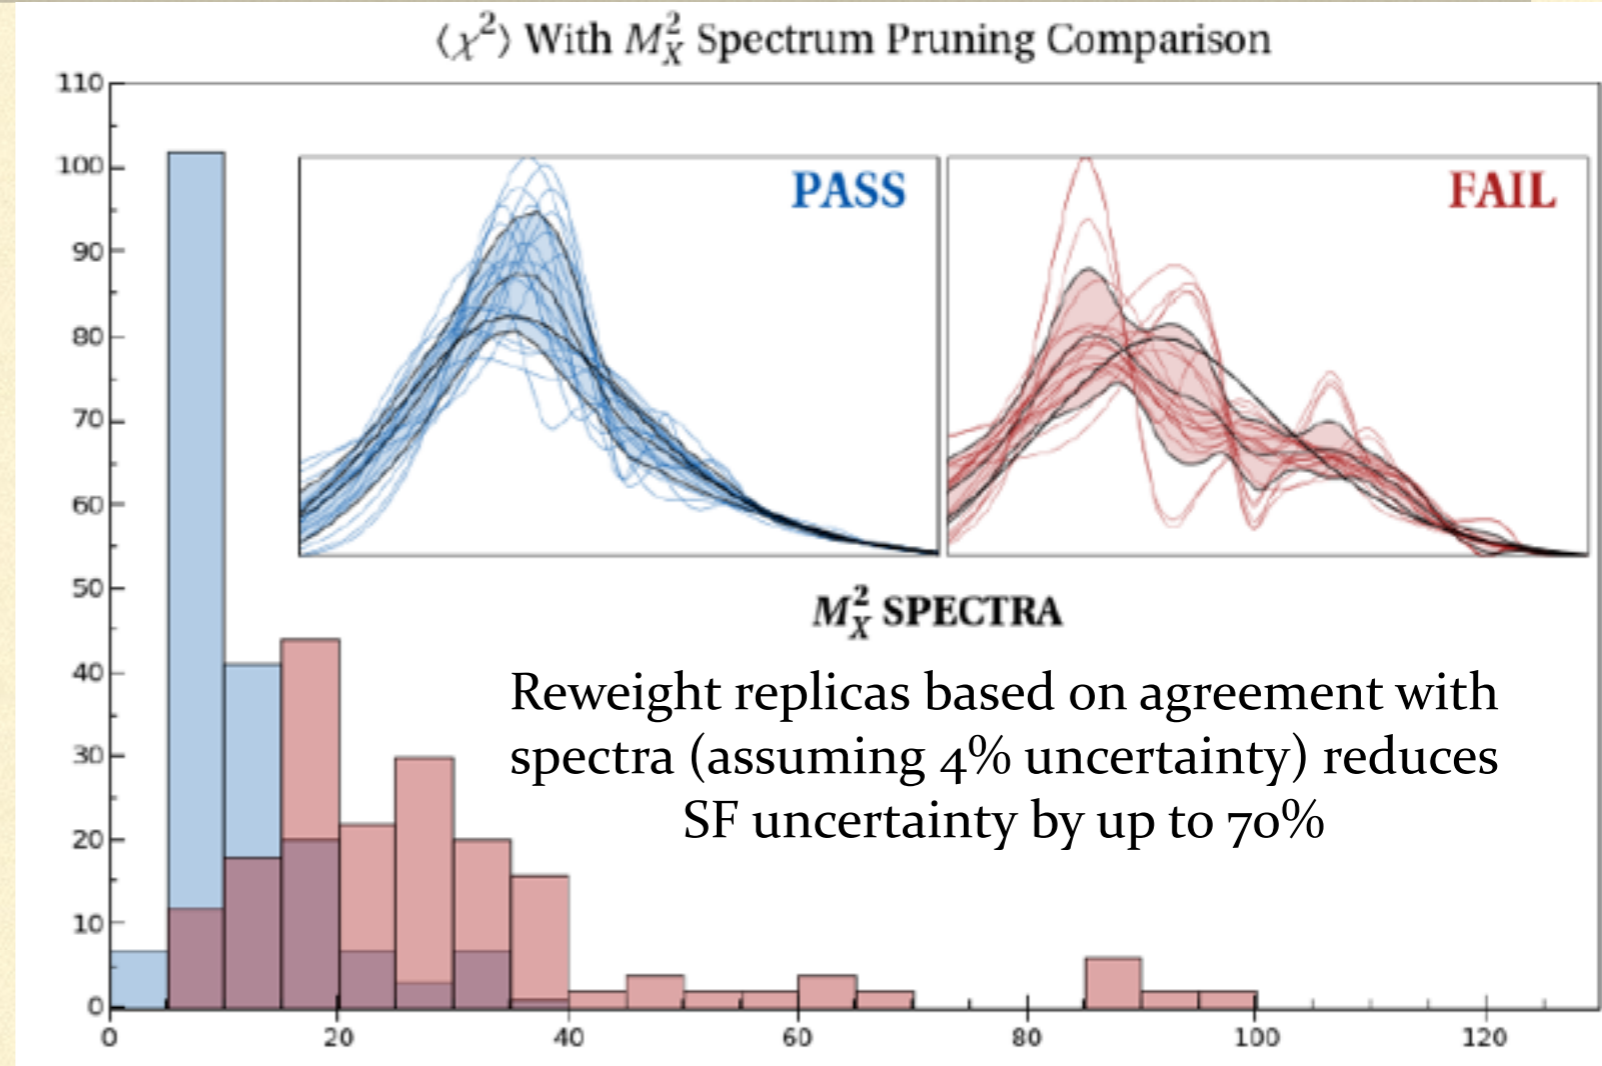 ⟨χ²⟩ With M²_X Spectrum Pruning Comparison
110
100
90
80
70
60
50
40
30
20
10
0
PASS
FAIL
M²_X SPECTRA
Reweight replicas based on agreement with
spectra (assuming 4% uncertainty) reduces
SF uncertainty by up to 70%
0 20 40 60 80 100 120